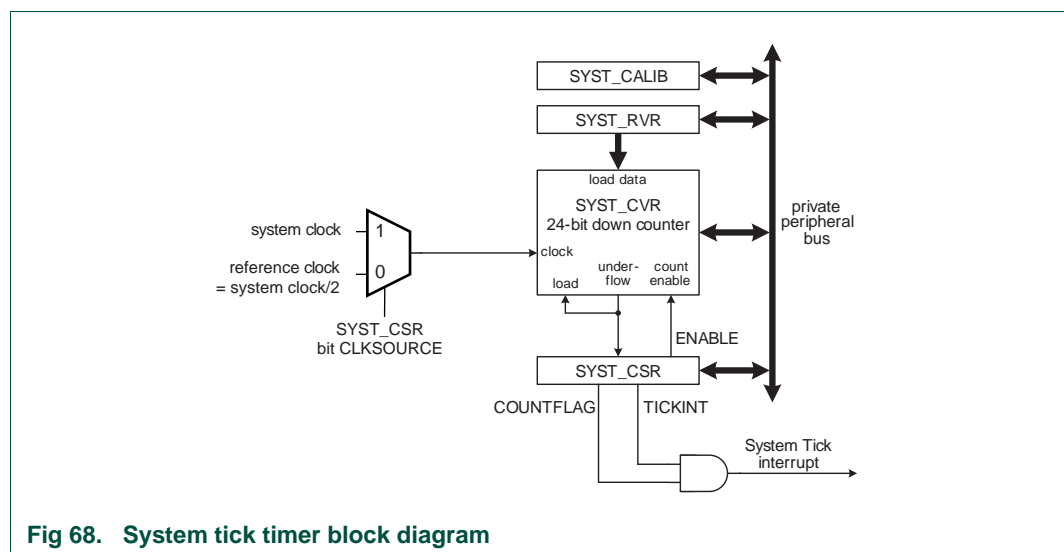 SYST_CALIB
SYST_RVR
load data
SYST_CVR
24-bit down counter
private
peripheral
bus
system clock
1
clock
reference clock
= system clock/2
0
under-
flow
count
enable
load
SYST_CSR
bit CLKSOURCE
ENABLE
SYST_CSR
COUNTFLAG
TICKINT
System Tick
interrupt
Fig 68. System tick timer block diagram